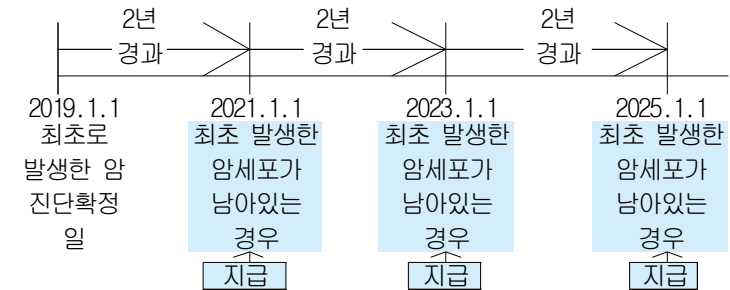 2년 2년
경과 경과 경과
2019.1.1 2021.1.1 2023.1.1 2025.1.1
최초로 최초 발생한 최초 발생한 최초 발생한
발생한 암 암세포가 암세포가 암세포가
진단확정 남아있는 남아있는 남아있는
일 경우 경우 경우
지급 지급 지급